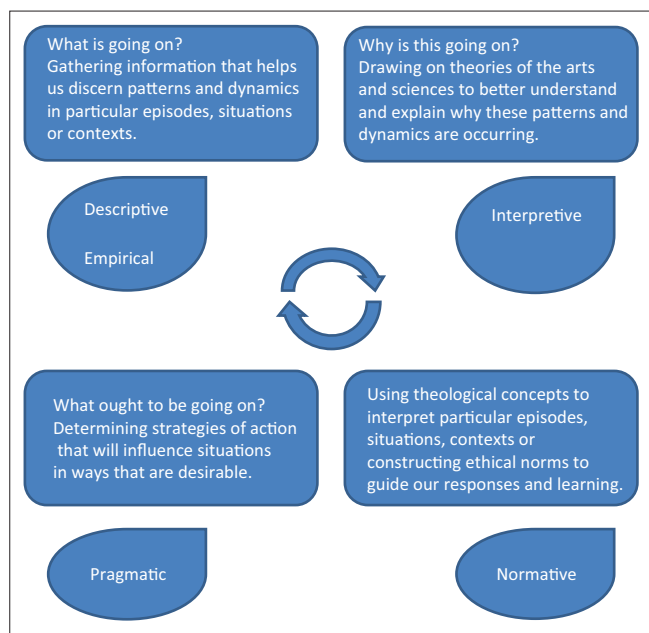 What is going on?
Gathering information that helps
us discern patterns and dynamics
in particular episodes, situations
or contexts.
Why is this going on?
Drawing on theories of the arts
and sciences to better understand
and explain why these patterns and
dynamics are occurring.
Descriptive
Empirical
Interpretive
What ought to be going on?
Determining strategies of action
that will influence situations
in ways that are desirable.
Using theological concepts to
interpret particular episodes,
situations, contexts or
constructing ethical norms to
guide our responses and learning.
Pragmatic
Normative